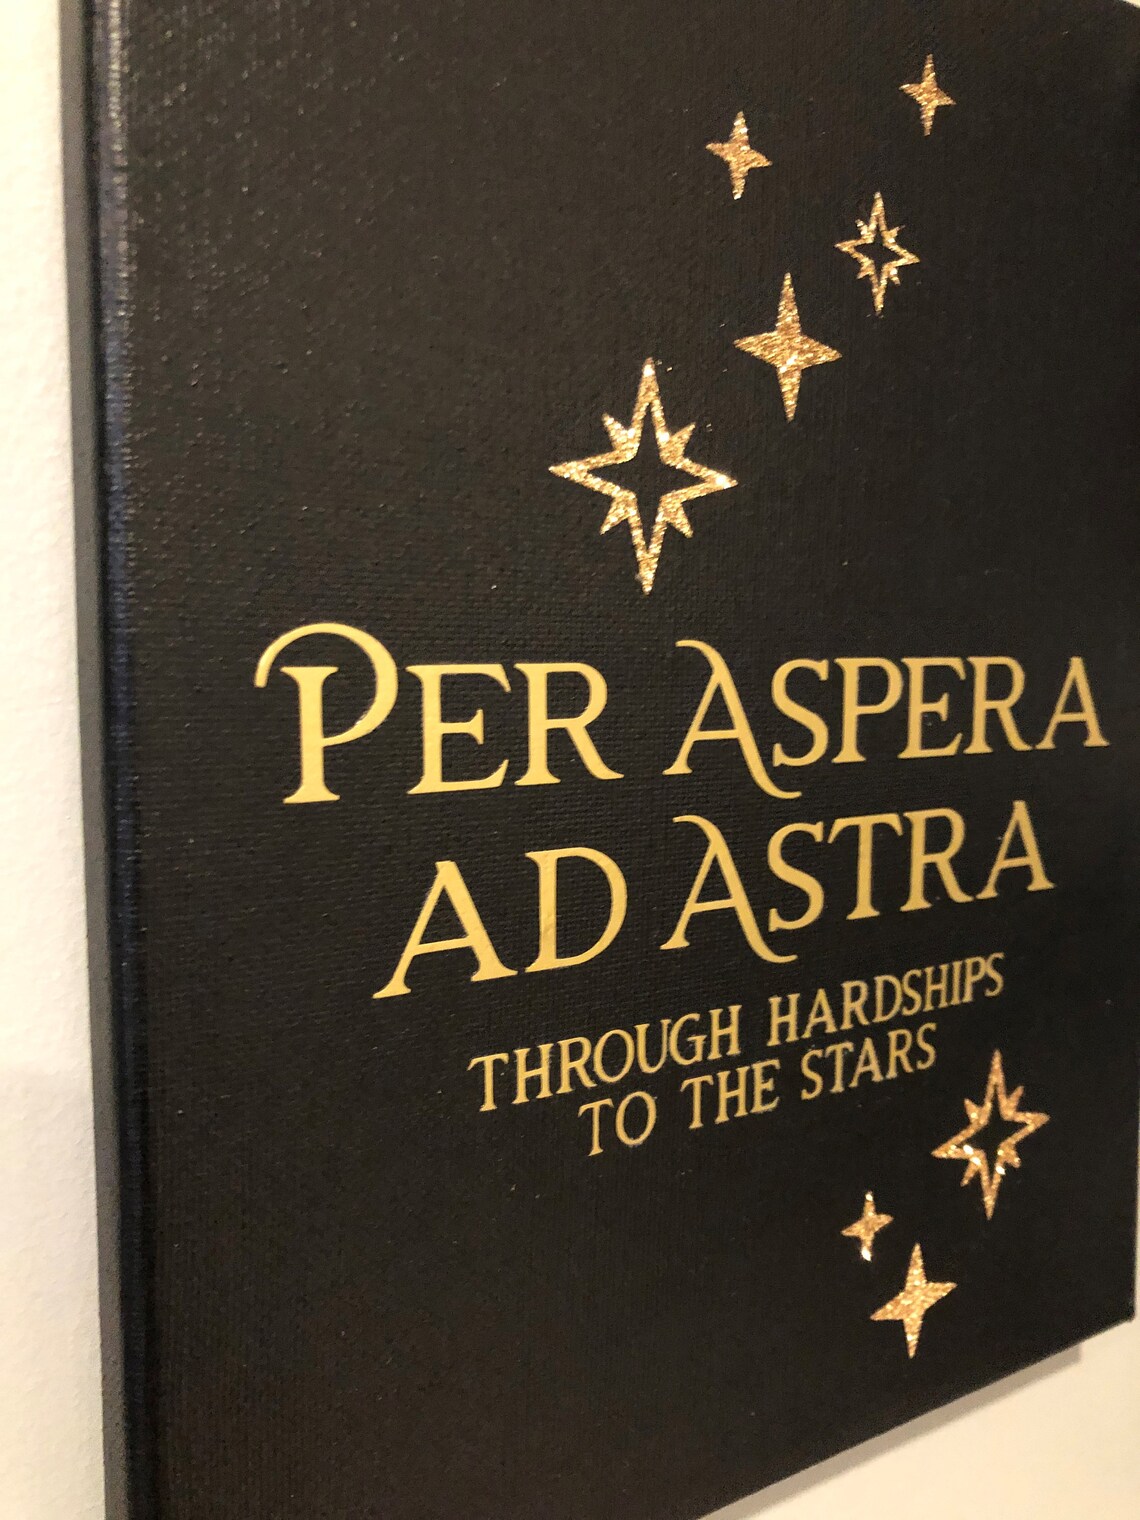 PER ASPERA
AD ASTRA
THROUGH HARDSHIPS
TO THE STARS